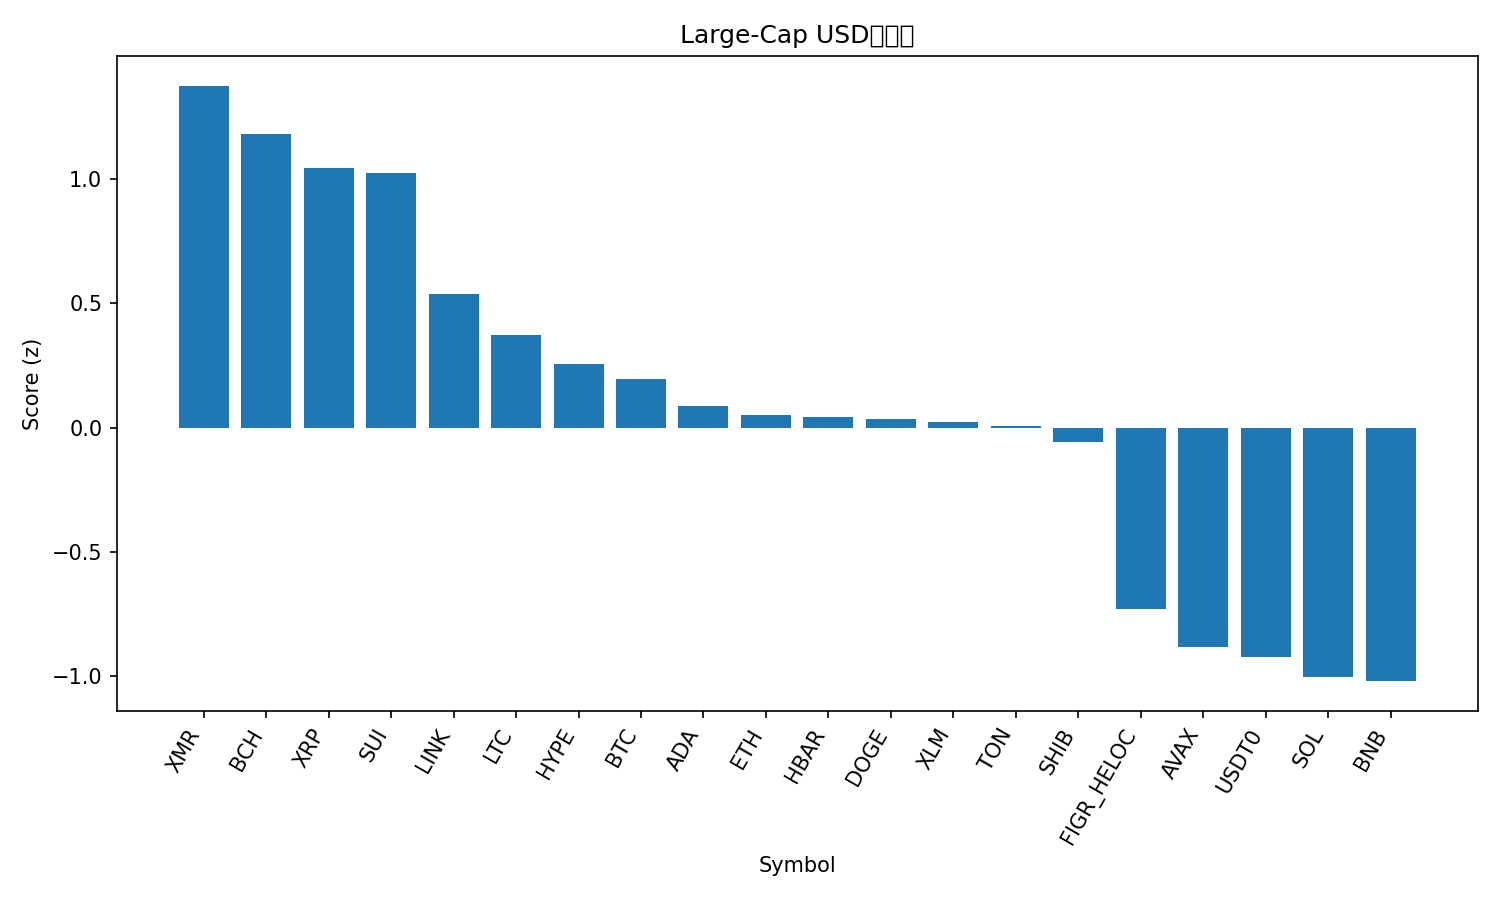 Large-Cap USD
Score (z)
1.0
0.5
0.0
−0.5
−1.0
XMR
BCH
XRP
SUI
LINK
LTC
HYPE
BTC
ADA
ETH
HBAR
DOGE
XLM
TON
SHIB
FIGR_HELOC
AVAX
USDT0
SOL
BNB
Symbol